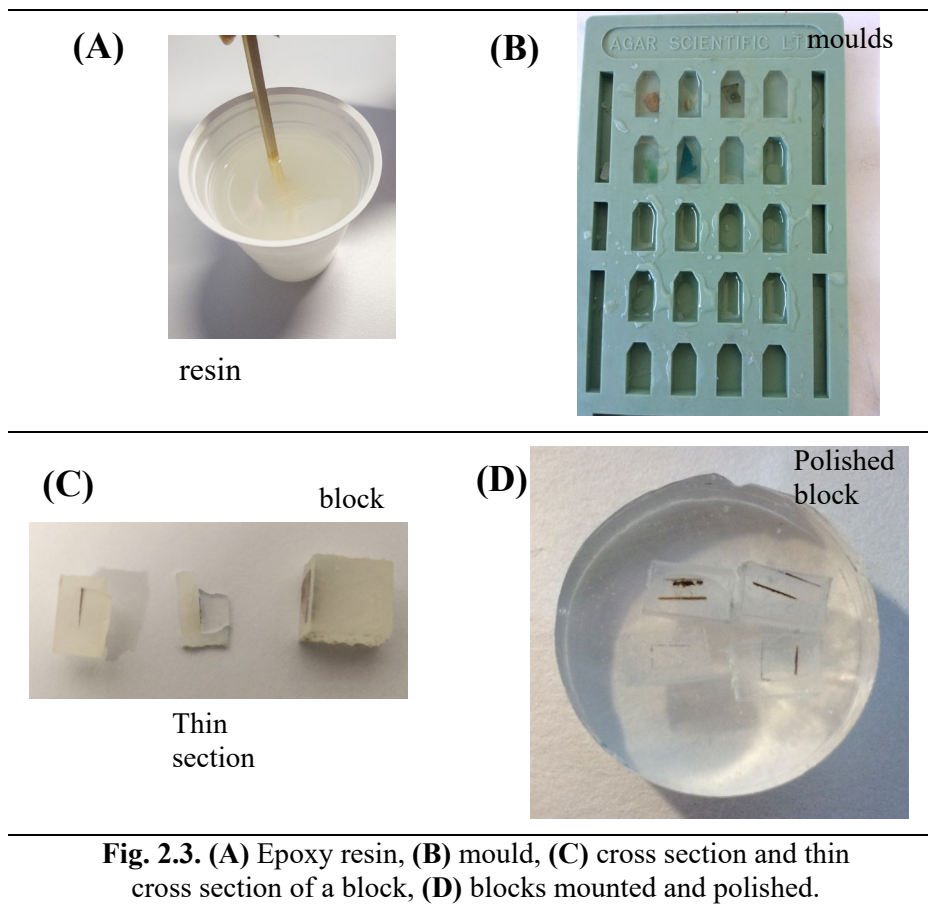 (A)
(B)
AGAR SCIENTIFIC LT
moulds
resin
(C)
block
Thin
section
(D)
Polished
block
Fig. 2.3. (A) Epoxy resin, (B) mould, (C) cross section and thin
cross section of a block, (D) blocks mounted and polished.